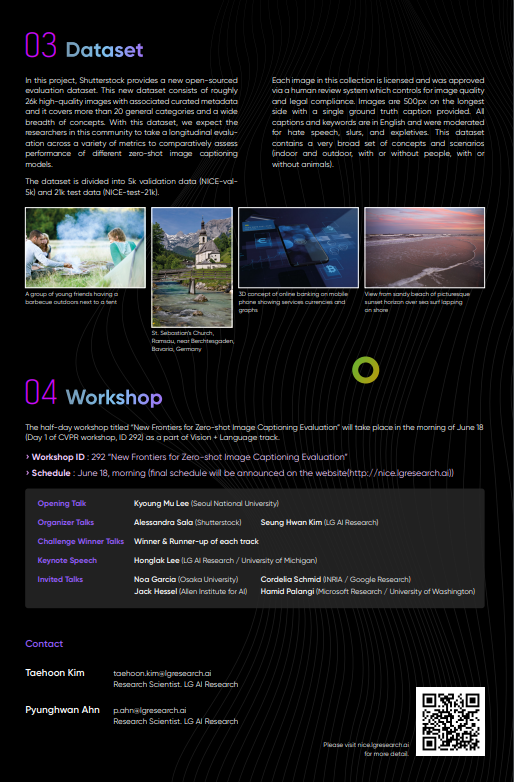 03 Dataset
In this project, Shutterstock provides a new open-sourced
evaluation dataset. This new dataset consists of roughly
26k high-quality images with associated curated metadata
and it covers more than 20 general categories and a wide
breadth of concepts. With this dataset, we expect the
researchers in this community to take a longitudinal evalu-
ation across a variety of metrics to comparatively assess
performance of different zero-shot image captioning
models.
The dataset is divided into 5k validation data (NICE-val-
5k) and 21k test data (NICE-test-21k).
Each image in this collection is licensed and was approved
via a human review system which controls for image quality
and legal compliance. Images are 500px on the longest
side with a single ground truth caption provided. All
captions and keywords are in English and were moderated
for hate speech, slurs, and expletives. This dataset
contains a very broad set of concepts and scenarios
(indoor and outdoor, with or without people, with or
without animals).
A group of young friends having a
barbecue outdoors next to a tent
St. Sebastian's Church,
Ramsau, near Berchtesgaden,
Bavaria, Germany
3D concept of online banking on mobile
phone showing services currencies and
graphs
View from sandy beach of picturesque
sunset horizon over sea surf lapping
on shore
04 Workshop
The half-day workshop titled "New Frontiers for Zero-shot Image Captioning Evaluation" will take place in the morning of June 18
(Day 1 of CVPR workshop, ID 292) as a part of Vision + Language track.
› Workshop ID : 292 "New Frontiers for Zero-shot Image Captioning Evaluation"
› Schedule : June 18, morning (final schedule will be announced on the website(http://nice.lgresearch.ai))
Opening Talk Kyoung Mu Lee (Seoul National University)
Organizer Talks Alessandra Sala (Shutterstock) Seung Hwan Kim (LG AI Research)
Challenge Winner Talks Winner & Runner-up of each track
Keynote Speech Honglak Lee (LG AI Research / University of Michigan)
Invited Talks Noa Garcia (Osaka University) Cordelia Schmid (INRIA / Google Research)
Jack Hessel (Allen Institute for AI) Hamid Palangi (Microsoft Research / University of Washington)
Contact
Taehoon Kim taehoon.kim@lgresearch.ai
Research Scientist. LG AI Research
Pyunghwan Ahn p.ahn@lgresearch.ai
Research Scientist. LG AI Research
Please visit nice.lgresearch.ai
for more detail.